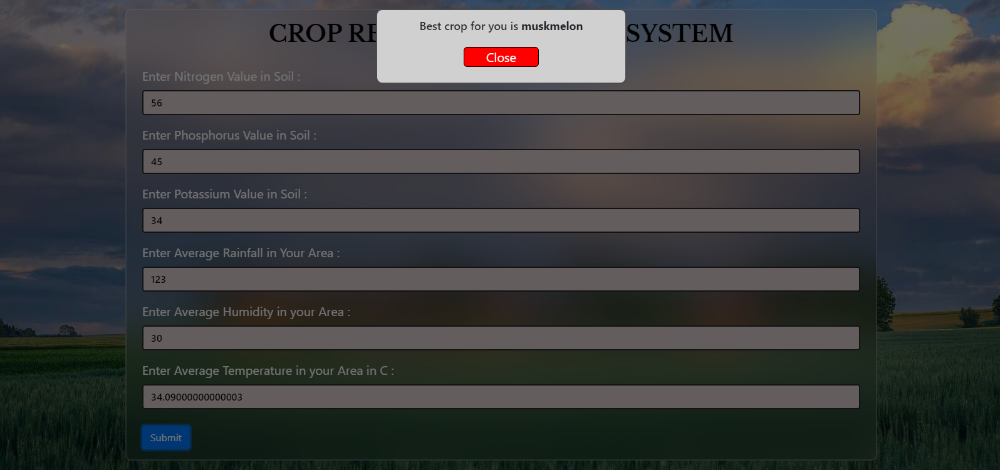 Best crop for you is muskmelon
CROP RE SYSTEM
Close
Enter Nitrogen Value in Soil :
56
Enter Phosphorus Value in Soil :
45
Enter Potassium Value in Soil :
34
Enter Average Rainfall in Your Area :
123
Enter Average Humidity in your Area :
30
Enter Average Temperature in your Area in C :
34.09000000000003
Submit